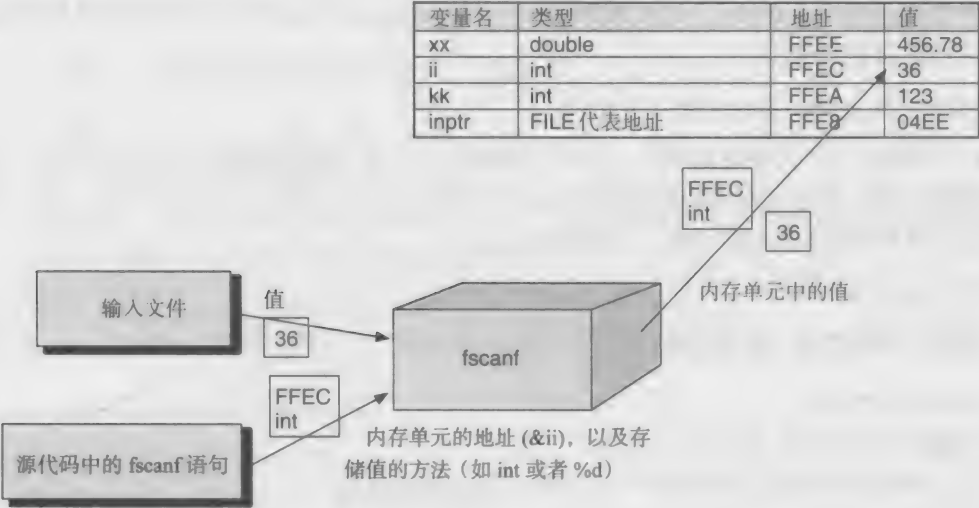 变量名 类型 地址 值
xx double FFEE 456.78
ii int FFEC 36
kk int FFEA 123
inptr FILE代表地址 FFE8 04EE
FFEC
int
36
内存单元中的值
输入文件
值
36
fscanf
FFEC
int
源代码中的 fscanf 语句
内存单元的地址 (&ii)，以及存
储值的方法（如 int 或者 %d）